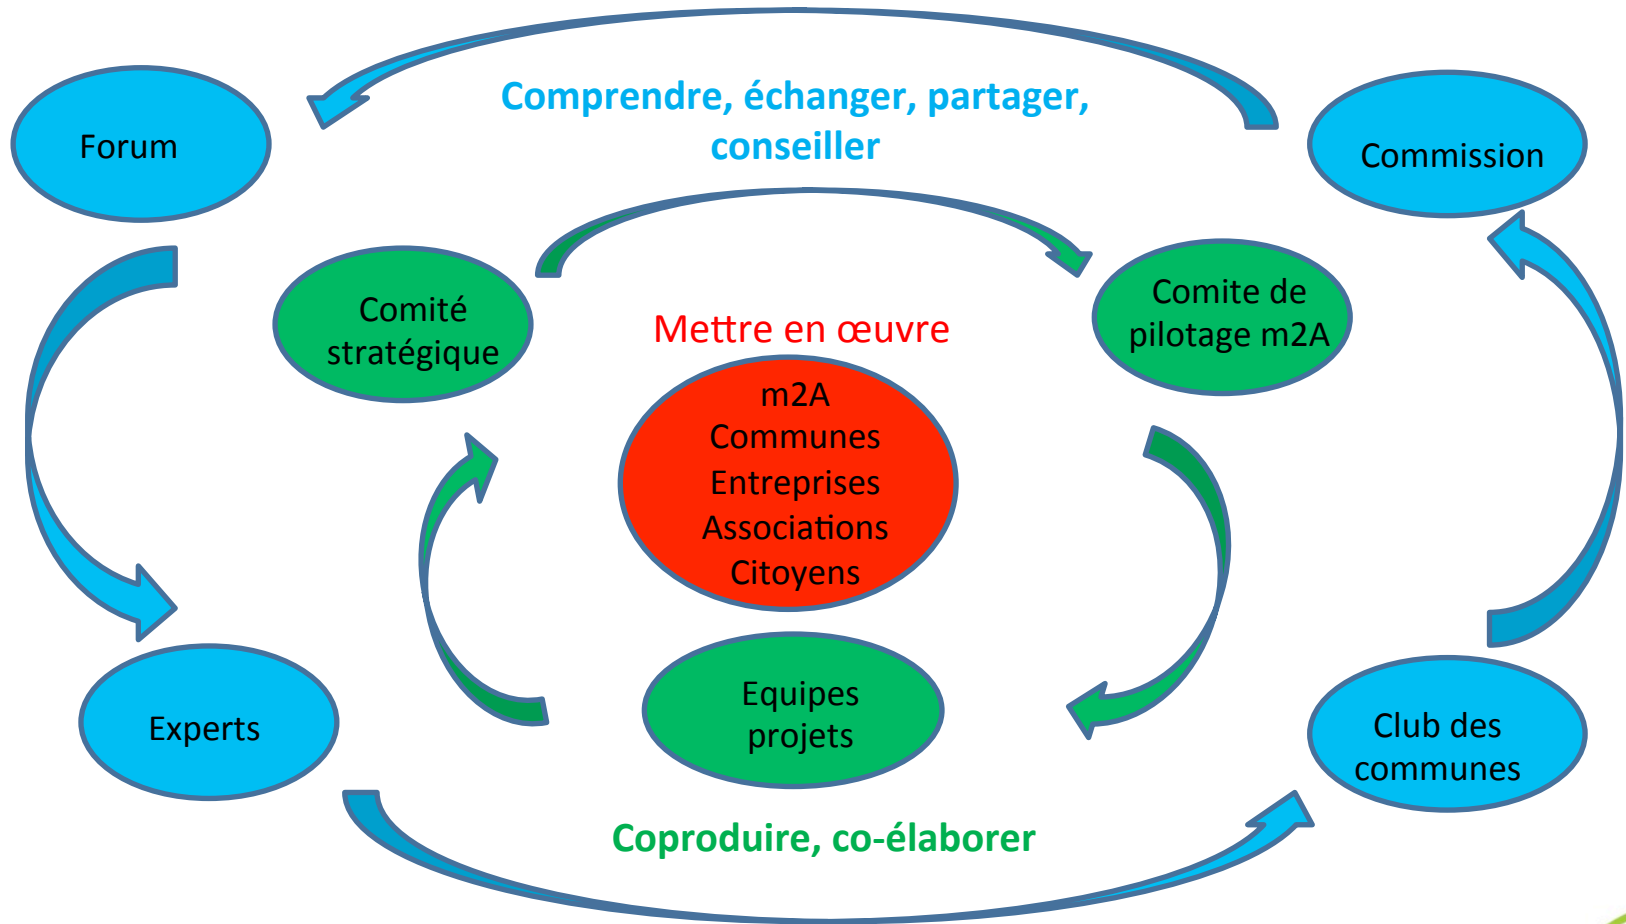 Comprendre, échanger, partager,
conseiller
Forum
Commission
Comité
stratégique
Comite de
pilotage m2A
Mettre en œuvre
m2A
Communes
Entreprises
Associations
Citoyens
Experts
Equipes
projets
Club des
communes
Coproduire, co-élaborer